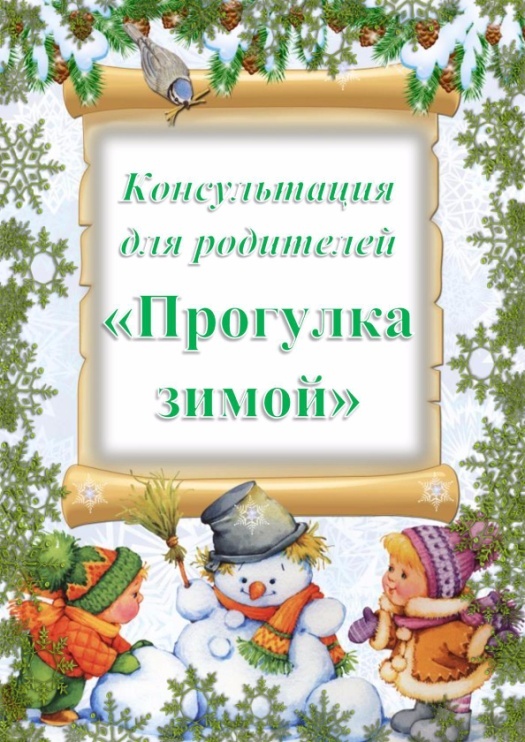 Консультация
для родителей
«Прогулка
зимой»